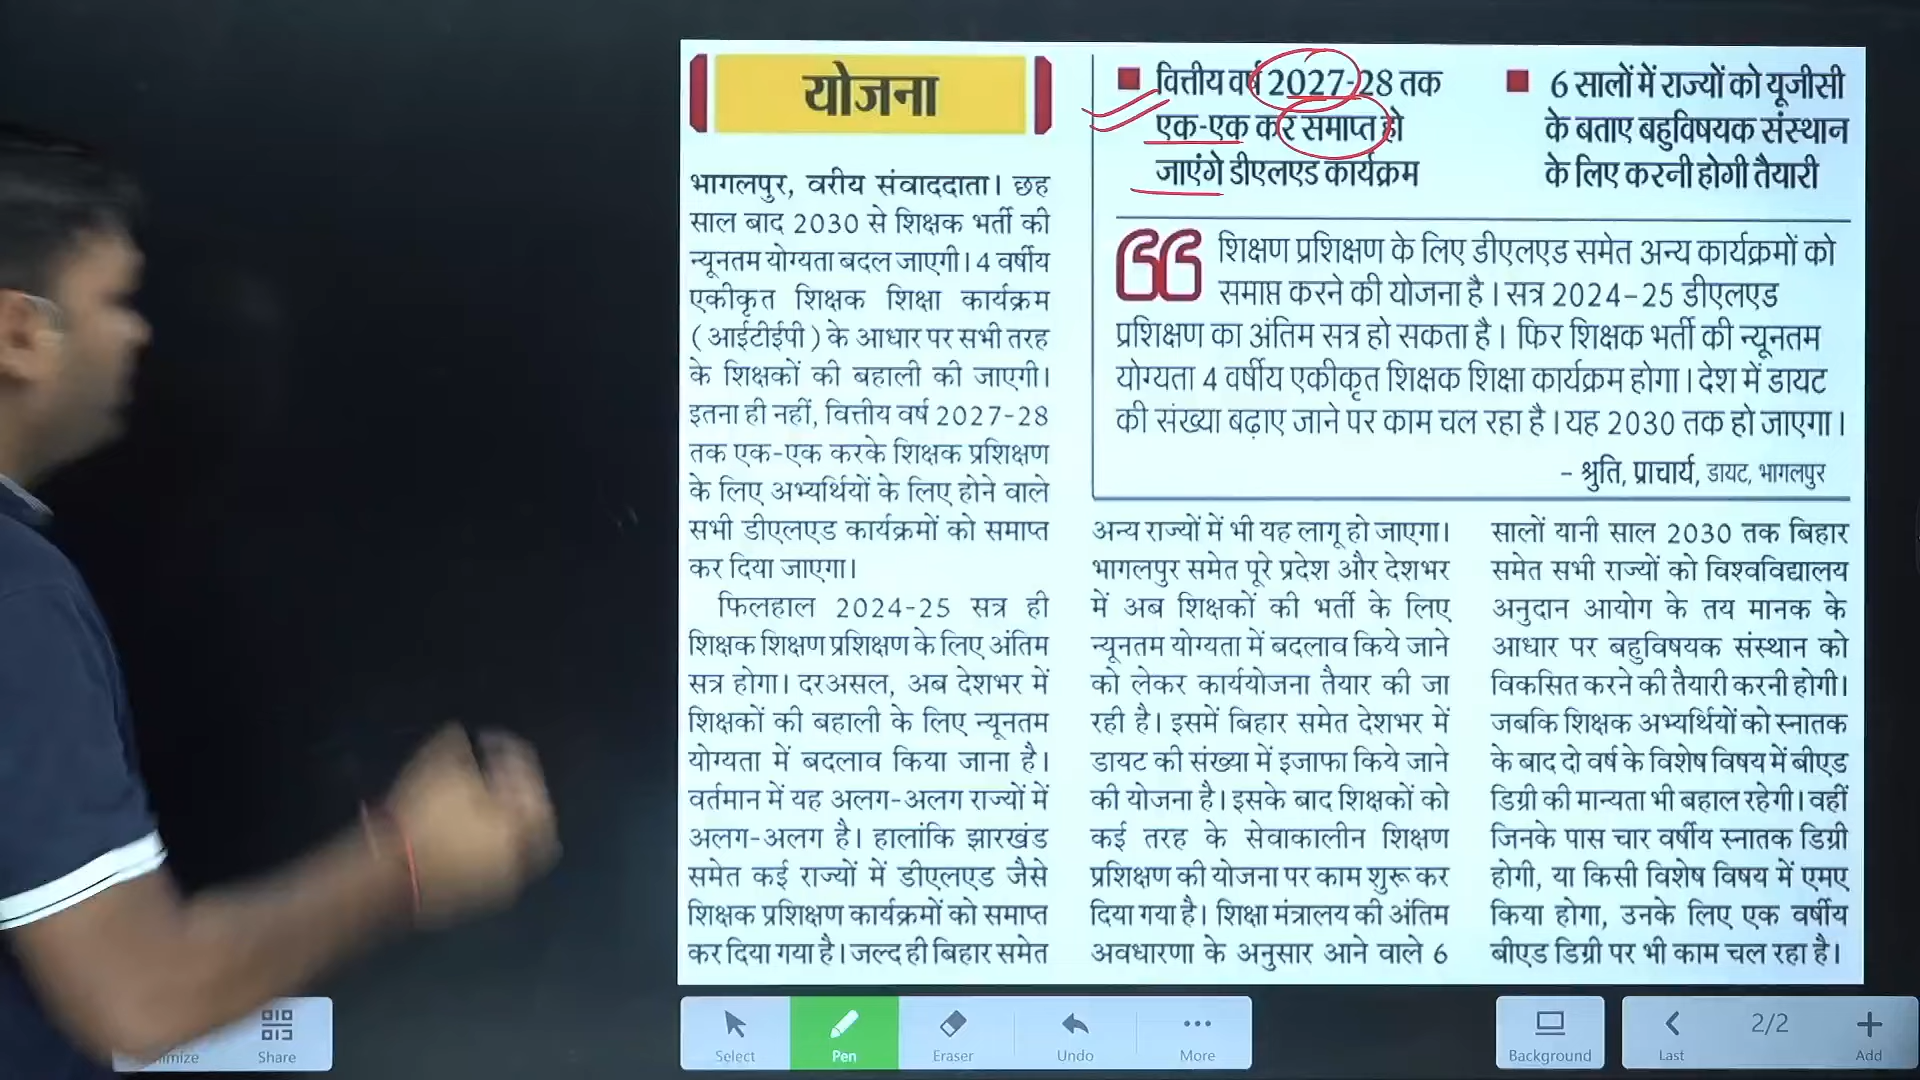 योजना
भागलपुर, वरीय संवाददाता। छह
साल बाद 2030 से शिक्षक भर्ती की
न्यूनतम योग्यता बदल जाएगी। 4 वर्षीय
एकीकृत शिक्षक शिक्षा कार्यक्रम
(आईटीईपी) के आधार पर सभी तरह
के शिक्षकों की बहाली की जाएगी।
इतना ही नहीं, वित्तीय वर्ष 2027-28
तक एक-एक करके शिक्षक प्रशिक्षण
के लिए अभ्यर्थियों के लिए होने वाले
सभी डीएलएड कार्यक्रमों को समाप्त
कर दिया जाएगा।
फिलहाल 2024-25 सत्र ही
शिक्षक शिक्षण प्रशिक्षण के लिए अंतिम
सत्र होगा। दरअसल, अब देशभर में
शिक्षकों की बहाली के लिए न्यूनतम
योग्यता में बदलाव किया जाना है।
वर्तमान में यह अलग-अलग राज्यों में
अलग-अलग है। हालांकि झारखंड
समेत कई राज्यों में डीएलएड जैसे
शिक्षक प्रशिक्षण कार्यक्रमों को समाप्त
कर दिया गया है। जल्द ही बिहार समेत
वित्तीय वर्ष 2027-28 तक
एक-एक कर समाप्त हो
जाएंगे डीएलएड कार्यक्रम
6 सालों में राज्यों को यूजीसी
के बताए बहुविषयक संस्थान
के लिए करनी होगी तैयारी
शिक्षण प्रशिक्षण के लिए डीएलएड समेत अन्य कार्यक्रमों को
समाप्त करने की योजना है। सत्र 2024-25 डीएलएड
प्रशिक्षण का अंतिम सत्र हो सकता है। फिर शिक्षक भर्ती की न्यूनतम
योग्यता 4 वर्षीय एकीकृत शिक्षक शिक्षा कार्यक्रम होगा। देश में डायट
की संख्या बढ़ाए जाने पर काम चल रहा है। यह 2030 तक हो जाएगा।
- श्रुति, प्राचार्य, डायट, भागलपुर
अन्य राज्यों में भी यह लागू हो जाएगा।
भागलपुर समेत पूरे प्रदेश और देशभर
में अब शिक्षकों की भर्ती के लिए
न्यूनतम योग्यता में बदलाव किये जाने
को लेकर कार्ययोजना तैयार की जा
रही है। इसमें बिहार समेत देशभर में
डायट की संख्या में इजाफा किये जाने
की योजना है। इसके बाद शिक्षकों को
कई तरह के सेवाकालीन शिक्षण
प्रशिक्षण की योजना पर काम शुरू कर
दिया गया है। शिक्षा मंत्रालय की अंतिम
अवधारणा के अनुसार आने वाले 6
सालों यानी साल 2030 तक बिहार
समेत सभी राज्यों को विश्वविद्यालय
अनुदान आयोग के तय मानक के
आधार पर बहुविषयक संस्थान को
विकसित करने की तैयारी करनी होगी।
जबकि शिक्षक अभ्यर्थियों को स्नातक
के बाद दो वर्ष के विशेष विषय में बीएड
डिग्री की मान्यता भी बहाल रहेगी। वहीं
जिनके पास चार वर्षीय स्नातक डिग्री
होगी, या किसी विशेष विषय में एमए
किया होगा, उनके लिए एक वर्षीय
बीएड डिग्री पर भी काम चल रहा है।
Share
Select
Pen
Eraser
Undo
More
Background
Last
2/2
Add